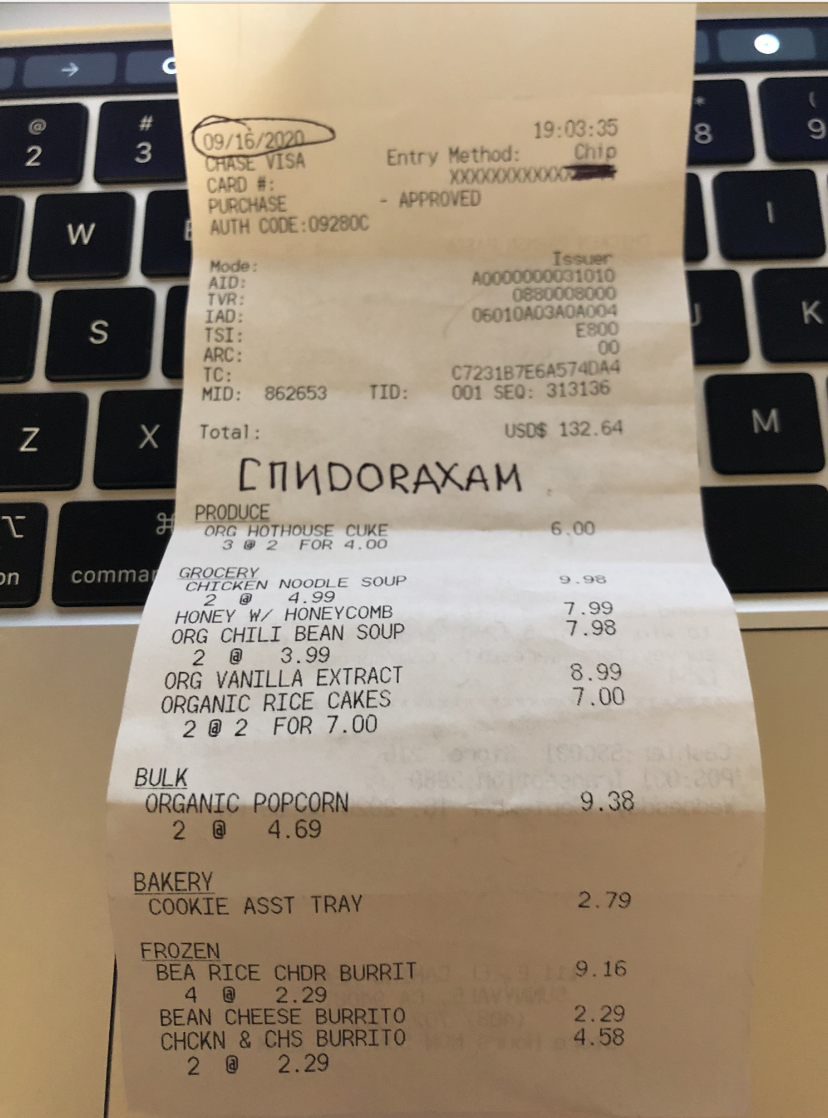 →
@ # * (
2 3 8 9
W I
S J K
Z X M
⌥ ⌘
comma
09/16/2020 19:03:35
CHASE VISA Entry Method: Chip
CARD #: XXXXXXXXXXXX
PURCHASE - APPROVED
AUTH CODE:09280C
Mode: Issuer
AID: A0000000031010
TVR: 0880008000
IAD: 06010A03A0A004
TSI: E800
ARC: 00
TC: C7231B7E6A574DA4
MID: 862653 TID: 001 SEQ: 313136
Total: USD$ 132.64
СПИDORAXAM
PRODUCE
ORG HOTHOUSE CUKE 6.00
3 @ 2 FOR 4.00
GROCERY
CHICKEN NOODLE SOUP 9.98
2 @ 4.99
HONEY W/ HONEYCOMB 7.99
ORG CHILI BEAN SOUP 7.98
2 @ 3.99
ORG VANILLA EXTRACT 8.99
ORGANIC RICE CAKES 7.00
2 @ 2 FOR 7.00
BULK
ORGANIC POPCORN 9.38
2 @ 4.69
BAKERY
COOKIE ASST TRAY 2.79
FROZEN
BEA RICE CHDR BURRIT 9.16
4 @ 2.29
BEAN CHEESE BURRITO 2.29
CHCKN & CHS BURRITO 4.58
2 @ 2.29